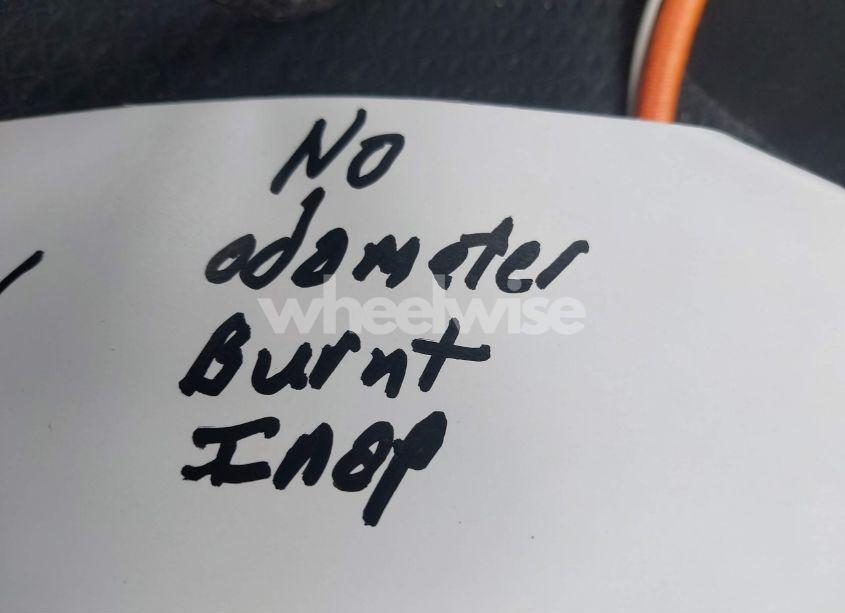 No
odameter
Burnt
Inop
wheelwise